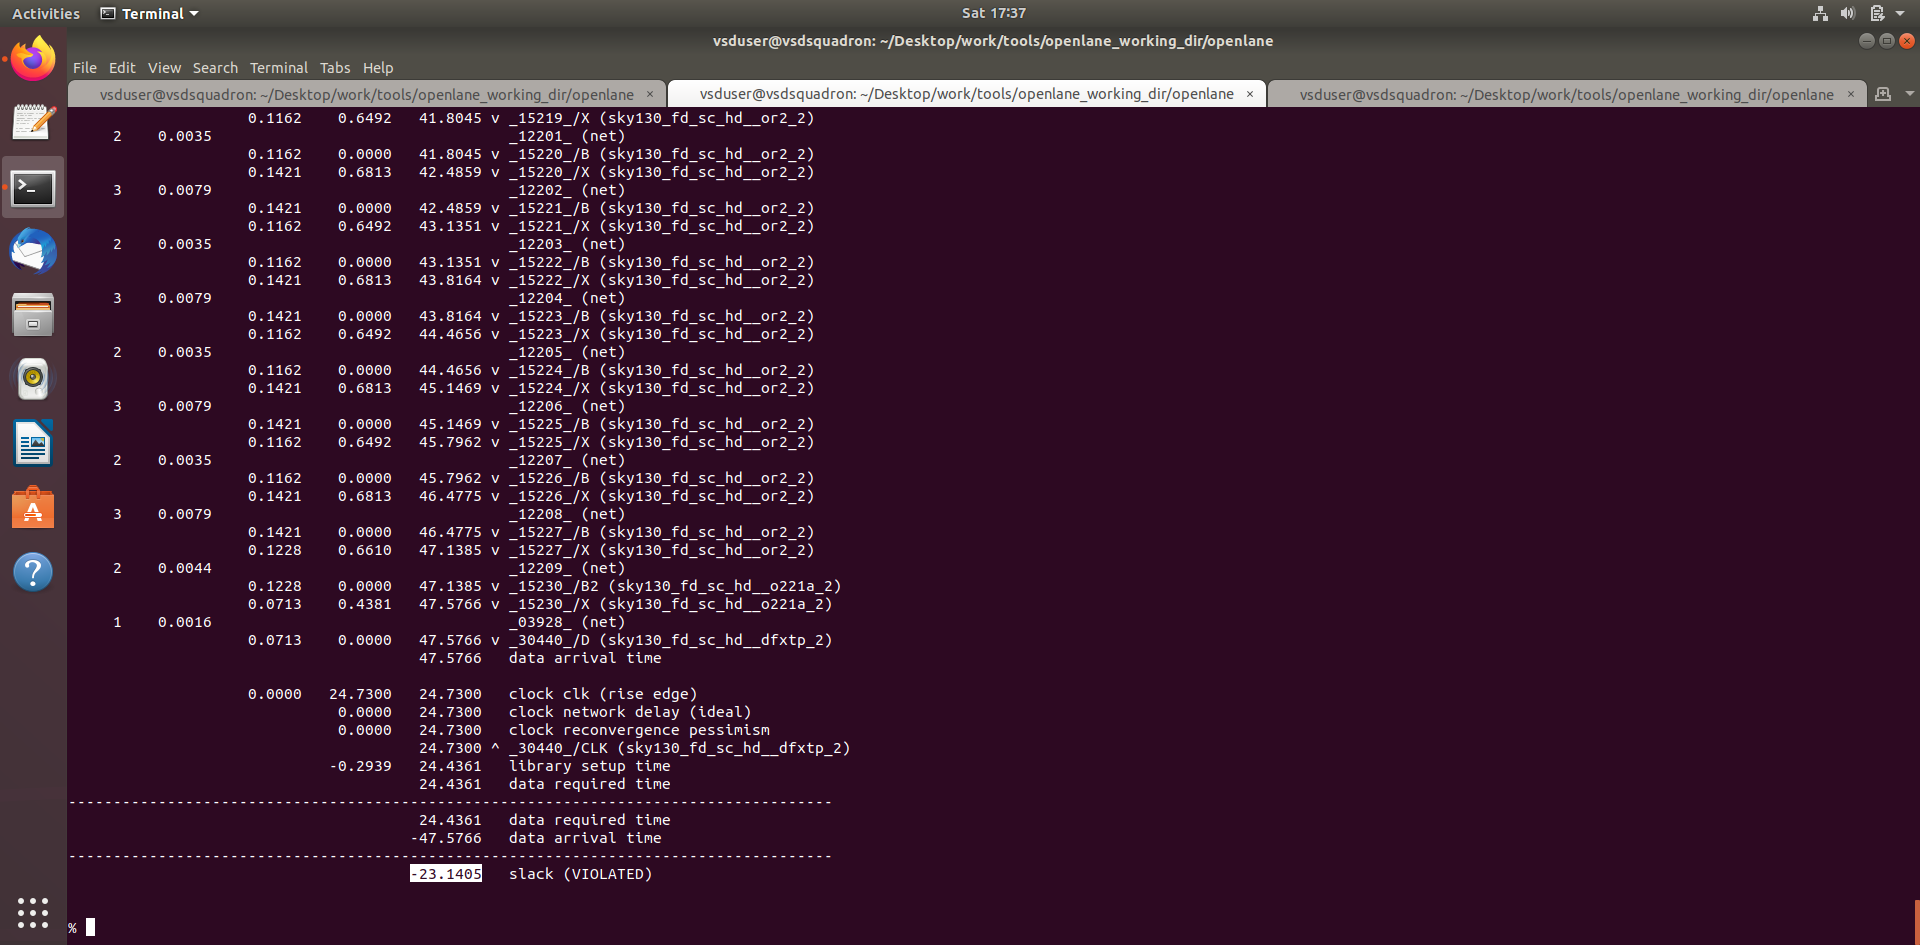 Activities Terminal Sat 17:37
vsduser@vsdsquadron: ~/Desktop/work/tools/openlane_working_dir/openlane
File Edit View Search Terminal Tabs Help
vsduser@vsdsquadron: ~/Desktop/work/tools/openlane_working_dir/openlane × vsduser@vsdsquadron: ~/Desktop/work/tools/openlane_working_dir/openlane × vsduser@vsdsquadron: ~/Desktop/work/tools/openlane_working_dir/openlane ×
0.1162 0.6492 41.8045 v _15219_/X (sky130_fd_sc_hd__or2_2)
2 0.0035 _12201_ (net)
0.1162 0.0000 41.8045 v _15220_/B (sky130_fd_sc_hd__or2_2)
0.1421 0.6813 42.4859 v _15220_/X (sky130_fd_sc_hd__or2_2)
3 0.0079 _12202_ (net)
0.1421 0.0000 42.4859 v _15221_/B (sky130_fd_sc_hd__or2_2)
0.1162 0.6492 43.1351 v _15221_/X (sky130_fd_sc_hd__or2_2)
2 0.0035 _12203_ (net)
0.1162 0.0000 43.1351 v _15222_/B (sky130_fd_sc_hd__or2_2)
0.1421 0.6813 43.8164 v _15222_/X (sky130_fd_sc_hd__or2_2)
3 0.0079 _12204_ (net)
0.1421 0.0000 43.8164 v _15223_/B (sky130_fd_sc_hd__or2_2)
0.1162 0.6492 44.4656 v _15223_/X (sky130_fd_sc_hd__or2_2)
2 0.0035 _12205_ (net)
0.1162 0.0000 44.4656 v _15224_/B (sky130_fd_sc_hd__or2_2)
0.1421 0.6813 45.1469 v _15224_/X (sky130_fd_sc_hd__or2_2)
3 0.0079 _12206_ (net)
0.1421 0.0000 45.1469 v _15225_/B (sky130_fd_sc_hd__or2_2)
0.1162 0.6492 45.7962 v _15225_/X (sky130_fd_sc_hd__or2_2)
2 0.0035 _12207_ (net)
0.1162 0.0000 45.7962 v _15226_/B (sky130_fd_sc_hd__or2_2)
0.1421 0.6813 46.4775 v _15226_/X (sky130_fd_sc_hd__or2_2)
3 0.0079 _12208_ (net)
0.1421 0.0000 46.4775 v _15227_/B (sky130_fd_sc_hd__or2_2)
0.1228 0.6610 47.1385 v _15227_/X (sky130_fd_sc_hd__or2_2)
2 0.0044 _12209_ (net)
0.1228 0.0000 47.1385 v _15230_/B2 (sky130_fd_sc_hd__o221a_2)
0.0713 0.4381 47.5766 v _15230_/X (sky130_fd_sc_hd__o221a_2)
1 0.0016 _03928_ (net)
0.0713 0.0000 47.5766 v _30440_/D (sky130_fd_sc_hd__dfxtp_2)
47.5766 data arrival time
0.0000 24.7300 24.7300 clock clk (rise edge)
0.0000 24.7300 clock network delay (ideal)
0.0000 24.7300 clock reconvergence pessimism
24.7300 ^ _30440_/CLK (sky130_fd_sc_hd__dfxtp_2)
-0.2939 24.4361 library setup time
24.4361 data required time
-------------------------------------------------------------------------------------
24.4361 data required time
-47.5766 data arrival time
-------------------------------------------------------------------------------------
-23.1405 slack (VIOLATED)
%